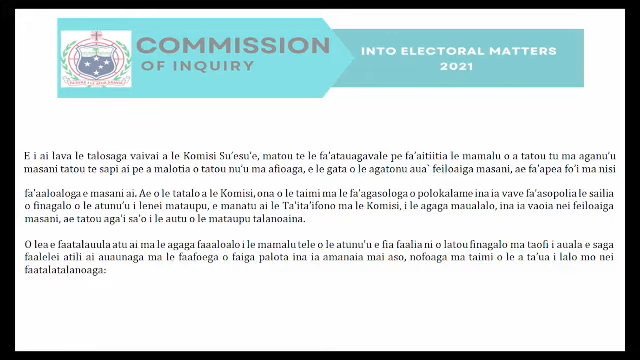 COMMISSION
OF INQUIRY
INTO ELECTORAL MATTERS
2021
E i ai lava le talosaga vaivai a le Komisi Su'esu'e, matou te le fa'atauagavale pe fa'aitiitia le mamalu o a tatou tu ma aganu'u
masani tatou te sapi ai pe a malotia o tatou nu'u ma afioaga, e le gata o le agatonu aua` feiloaiga masani, ae fa'apea fo'i ma nisi
fa'aaloaloga e masani ai. Ae o le tatalo a le Komisi, ona o le taimi ma le fa'agasologa o polokalame ina ia vave fa'asopolia le sailia
o finagalo o le atumu'u i lenei mataupu, e manatu ai le Ta'ita'ifono ma le Komisi, i le agaga maualalo, ina ia vaoia nei feiloaiga
masani, ae tatou aga'i sa'o i le autu o le mataupu talanoaina.
O lea e faatalauula atu ai ma le agaga faaaloalo i le mamalu tele o le atunu'u e fia faalia ni o latou finagalo ma taofi i auala e saga
faalelei atili ai auaunaga ma le faafoega o faiga palota ina ia amanaia mai aso, nofoaga ma taimi o le a ta'ua i lalo mo nei
faatalatalanoaga: